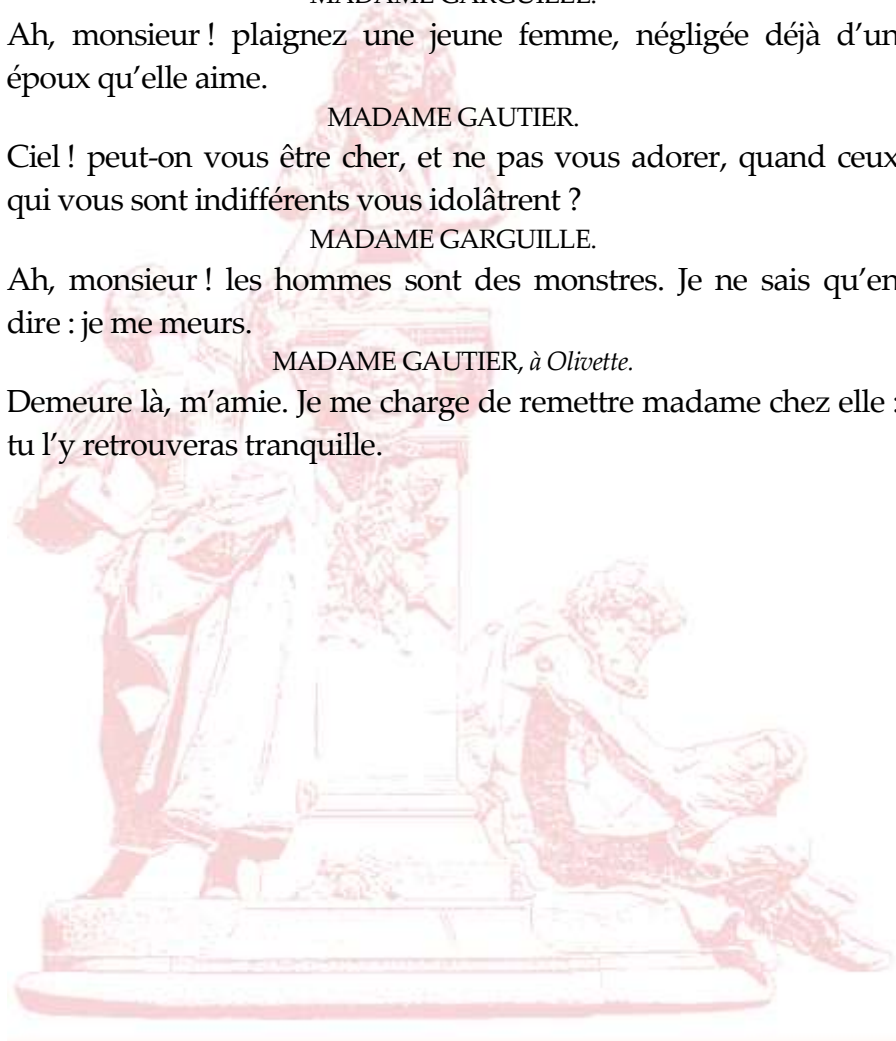 MADAME GARGUILLE.
Ah, monsieur ! plaignez une jeune femme, négligée déjà d’un
époux qu’elle aime.
MADAME GAUTIER.
Ciel ! peut-on vous être cher, et ne pas vous adorer, quand ceux
qui vous sont indifférents vous idolâtrent ?
MADAME GARGUILLE.
Ah, monsieur ! les hommes sont des monstres. Je ne sais qu’en
dire : je me meurs.
MADAME GAUTIER, à Olivette.
Demeure là, m’amie. Je me charge de remettre madame chez elle :
tu l’y retrouveras tranquille.